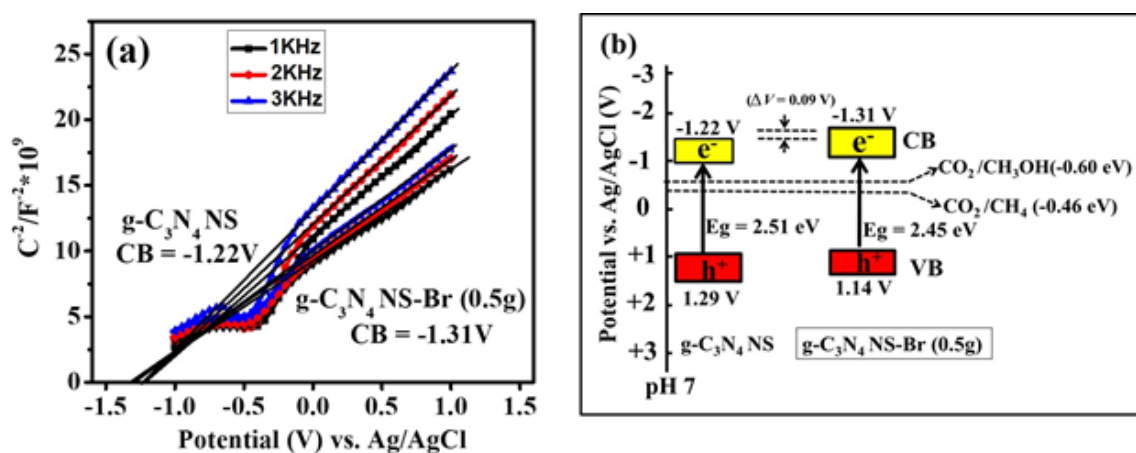 (a)
1KHz
2KHz
3KHz
C⁻²/F⁻²*10⁹
25
20
15
10
5
0
g-C₃N₄ NS
CB = -1.22V
g-C₃N₄ NS-Br (0.5g)
CB = -1.31V
-1.5 -1.0 -0.5 0.0 0.5 1.0 1.5
Potential (V) vs. Ag/AgCl
(b)
Potential vs. Ag/AgCl (V)
-3
-2
-1
0
+1
+2
+3
pH 7
(Δ V = 0.09 V)
-1.22 V
-1.31 V
e⁻
e⁻
CB
CO₂/CH₃OH(-0.60 eV)
CO₂/CH₄ (-0.46 eV)
Eg = 2.51 eV
Eg = 2.45 eV
h⁺
h⁺
VB
1.29 V
1.14 V
g-C₃N₄ NS
g-C₃N₄ NS-Br (0.5g)